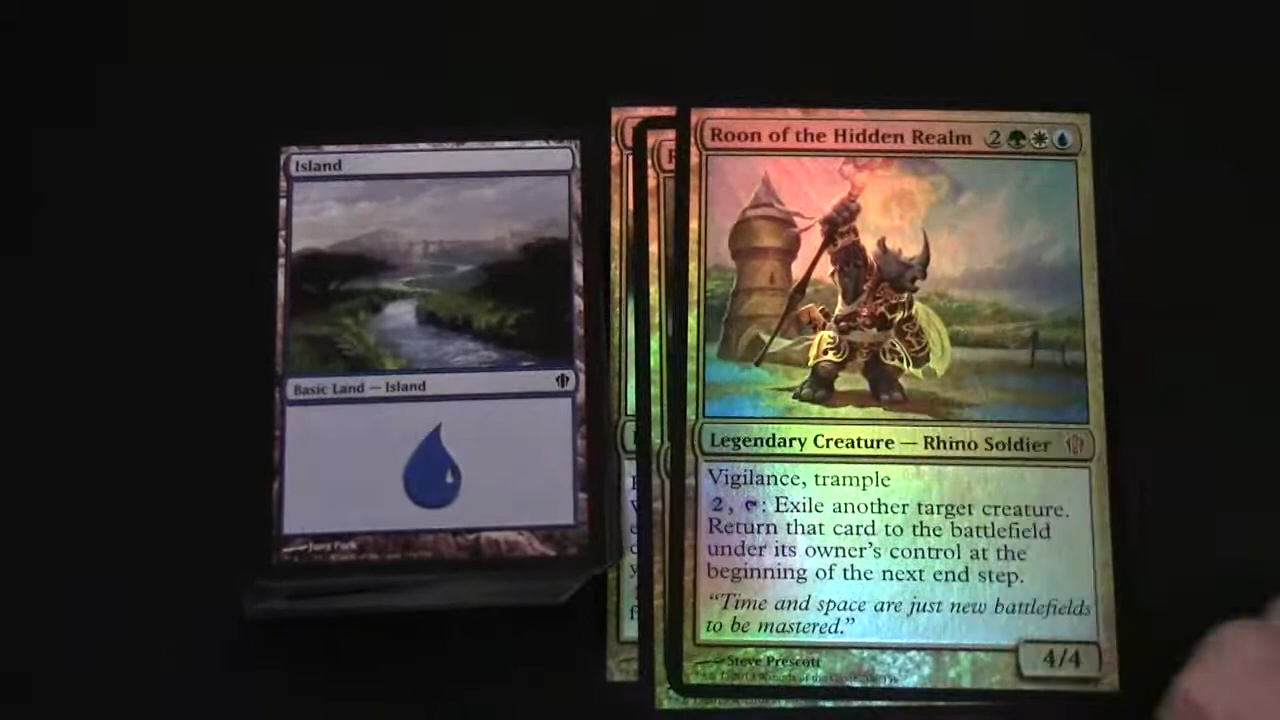 Island
Basic Land — Island
Roon of the Hidden Realm 2
Legendary Creature — Rhino Soldier
Vigilance, trample
2, : Exile another target creature.
Return that card to the battlefield
under its owner's control at the
beginning of the next end step.
"Time and space are just new battlefields
to be mastered."
Steve Prescott
4/4